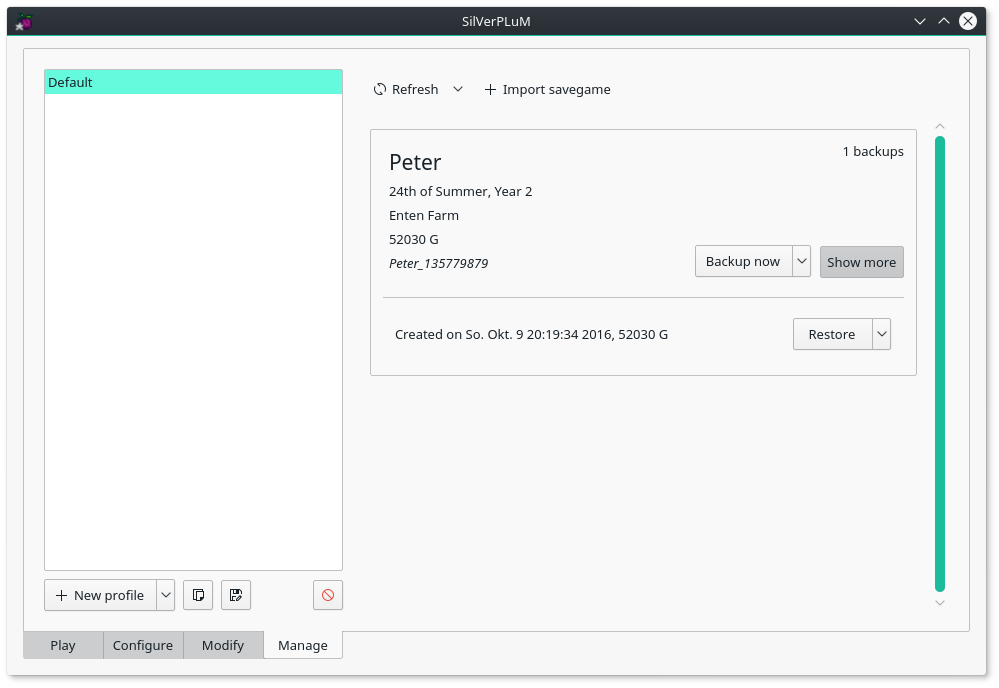 SilVerPLuM
Default
Refresh
Import savegame
Peter
1 backups
24th of Summer, Year 2
Enten Farm
52030 G
Peter_135779879
Backup now
Show more
Created on So. Okt. 9 20:19:34 2016, 52030 G
Restore
New profile
Play
Configure
Modify
Manage